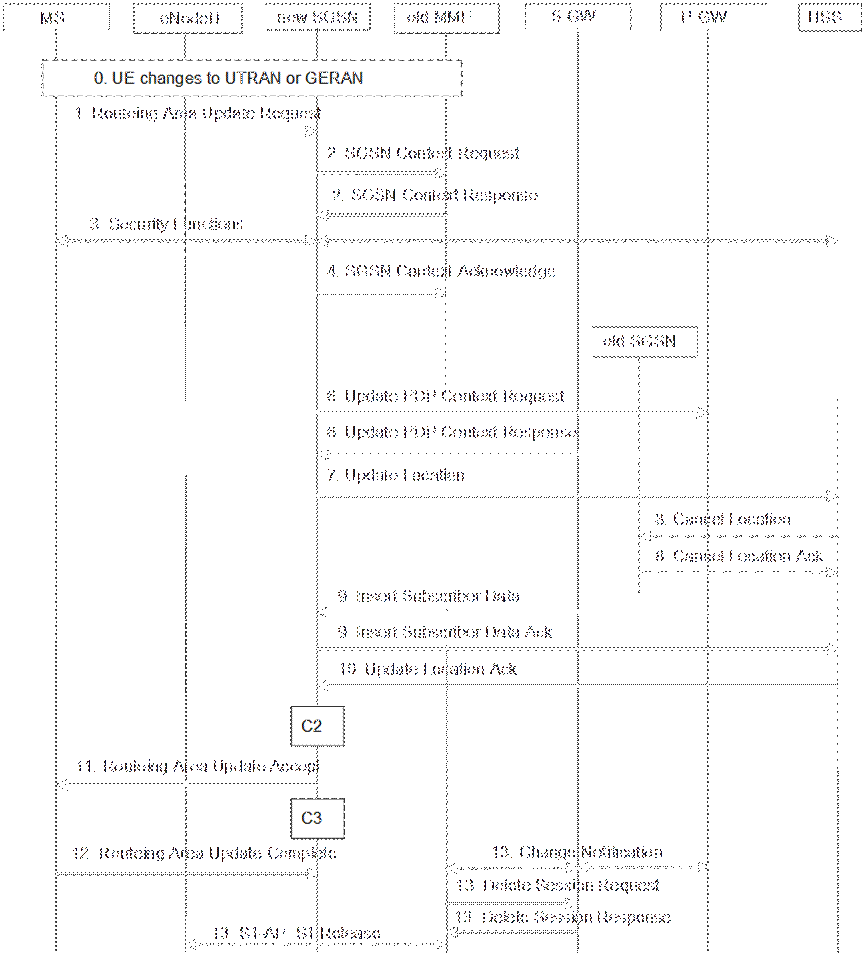 MS
eNodeB
new SGSN
old MME
S-GW
P-GW
HSS
0. UE changes to UTRAN or GERAN
1. Routeing Area Update Request
2. SGSN Context Request
2. SGSN Context Response
3. Security Functions
4. SGSN Context Acknowledge
old SGSN
6. Update PDP Context Request
6. Update PDP Context Response
7. Update Location
8. Cancel Location
8. Cancel Location Ack
9. Insert Subscriber Data
9. Insert Subscriber Data Ack
10. Update Location Ack
C2
11. Routeing Area Update Accept
C3
12. Routeing Area Update Complete
13. Change Notification
13. Delete Session Request
13. Delete Session Response
13. S1-AP: S1 Release